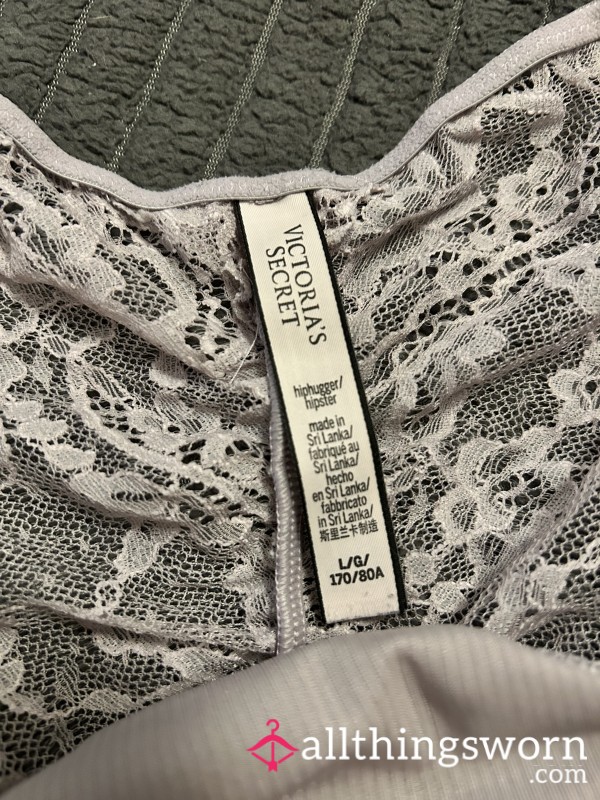 VICTORIA'S
SECRET
hiphugger/
hipster
made in
Sri Lanka/
fabriqué au
Sri Lanka/
hecho
en Sri Lanka/
fabbricato
in Sri Lanka/
斯里兰卡制造
L/G/
170/80A
allthingsworn
.com